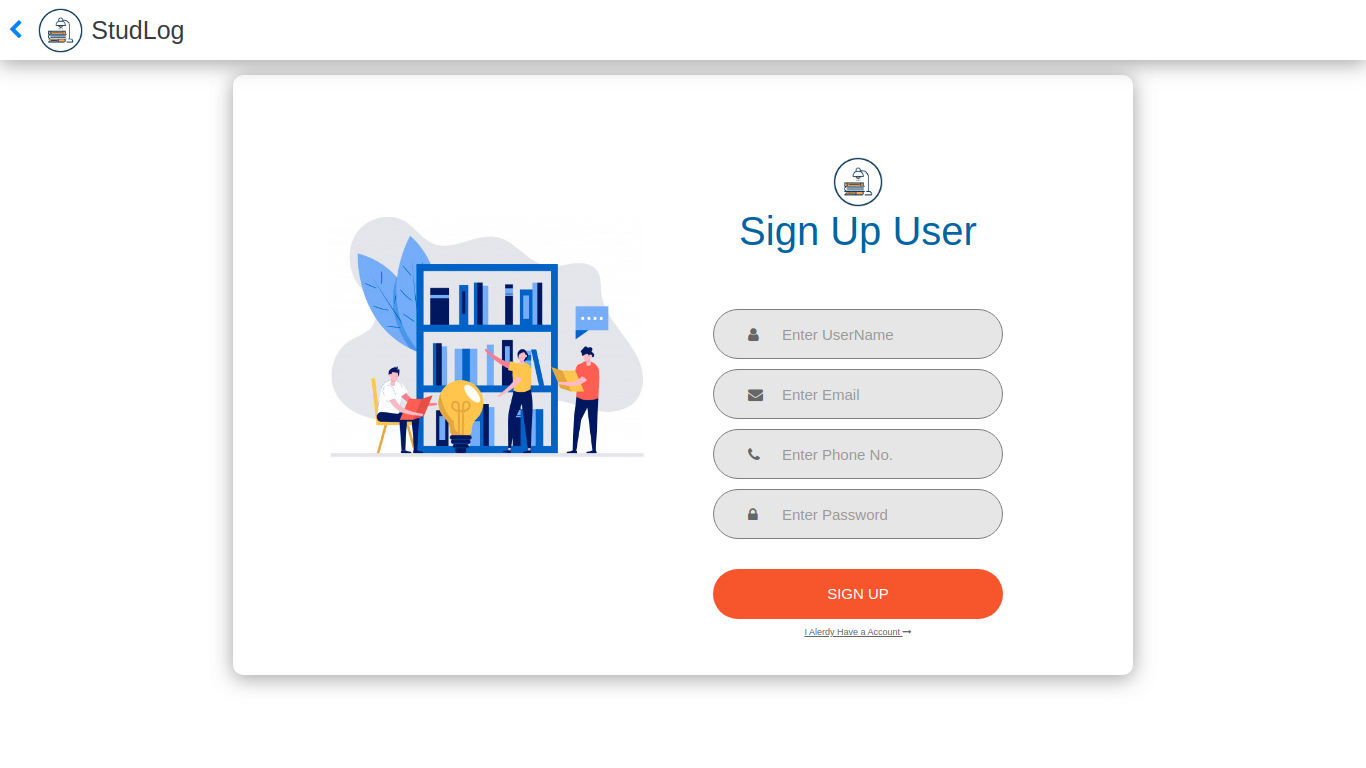 StudLog
Sign Up User
Enter UserName
Enter Email
Enter Phone No.
Enter Password
SIGN UP
I Alerdy Have a Account